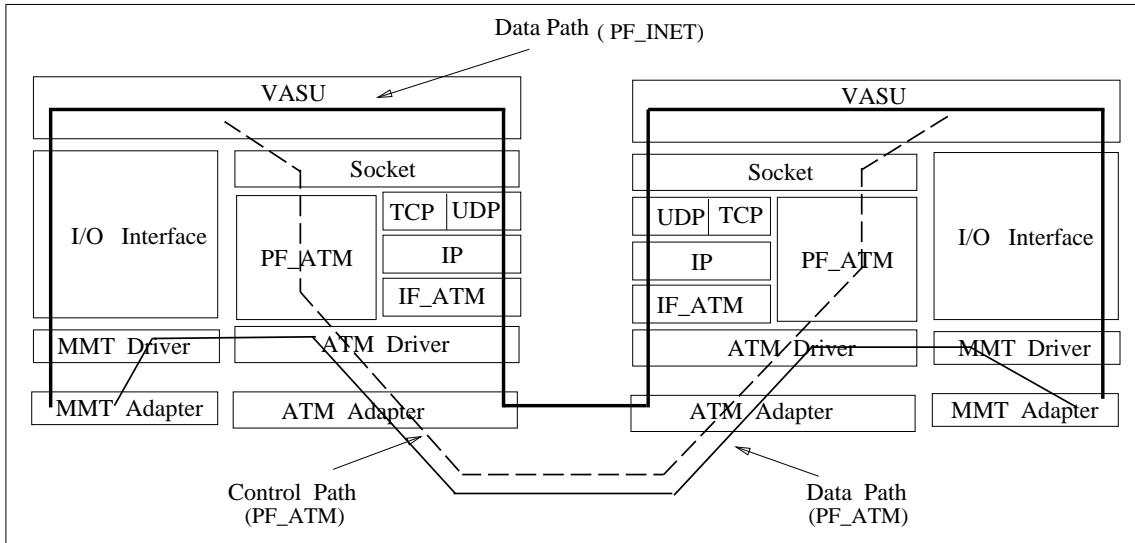 Data Path ( PF_INET)
VASU
VASU
Socket
Socket
I/O Interface
TCP
UDP
UDP
TCP
I/O Interface
PF_ATM
IP
IP
PF_ATM
IF_ATM
IF_ATM
MMT Driver
ATM Driver
ATM Driver
MMT Driver
MMT Adapter
ATM Adapter
ATM Adapter
MMT Adapter
Control Path
(PF_ATM)
Data Path
(PF_ATM)